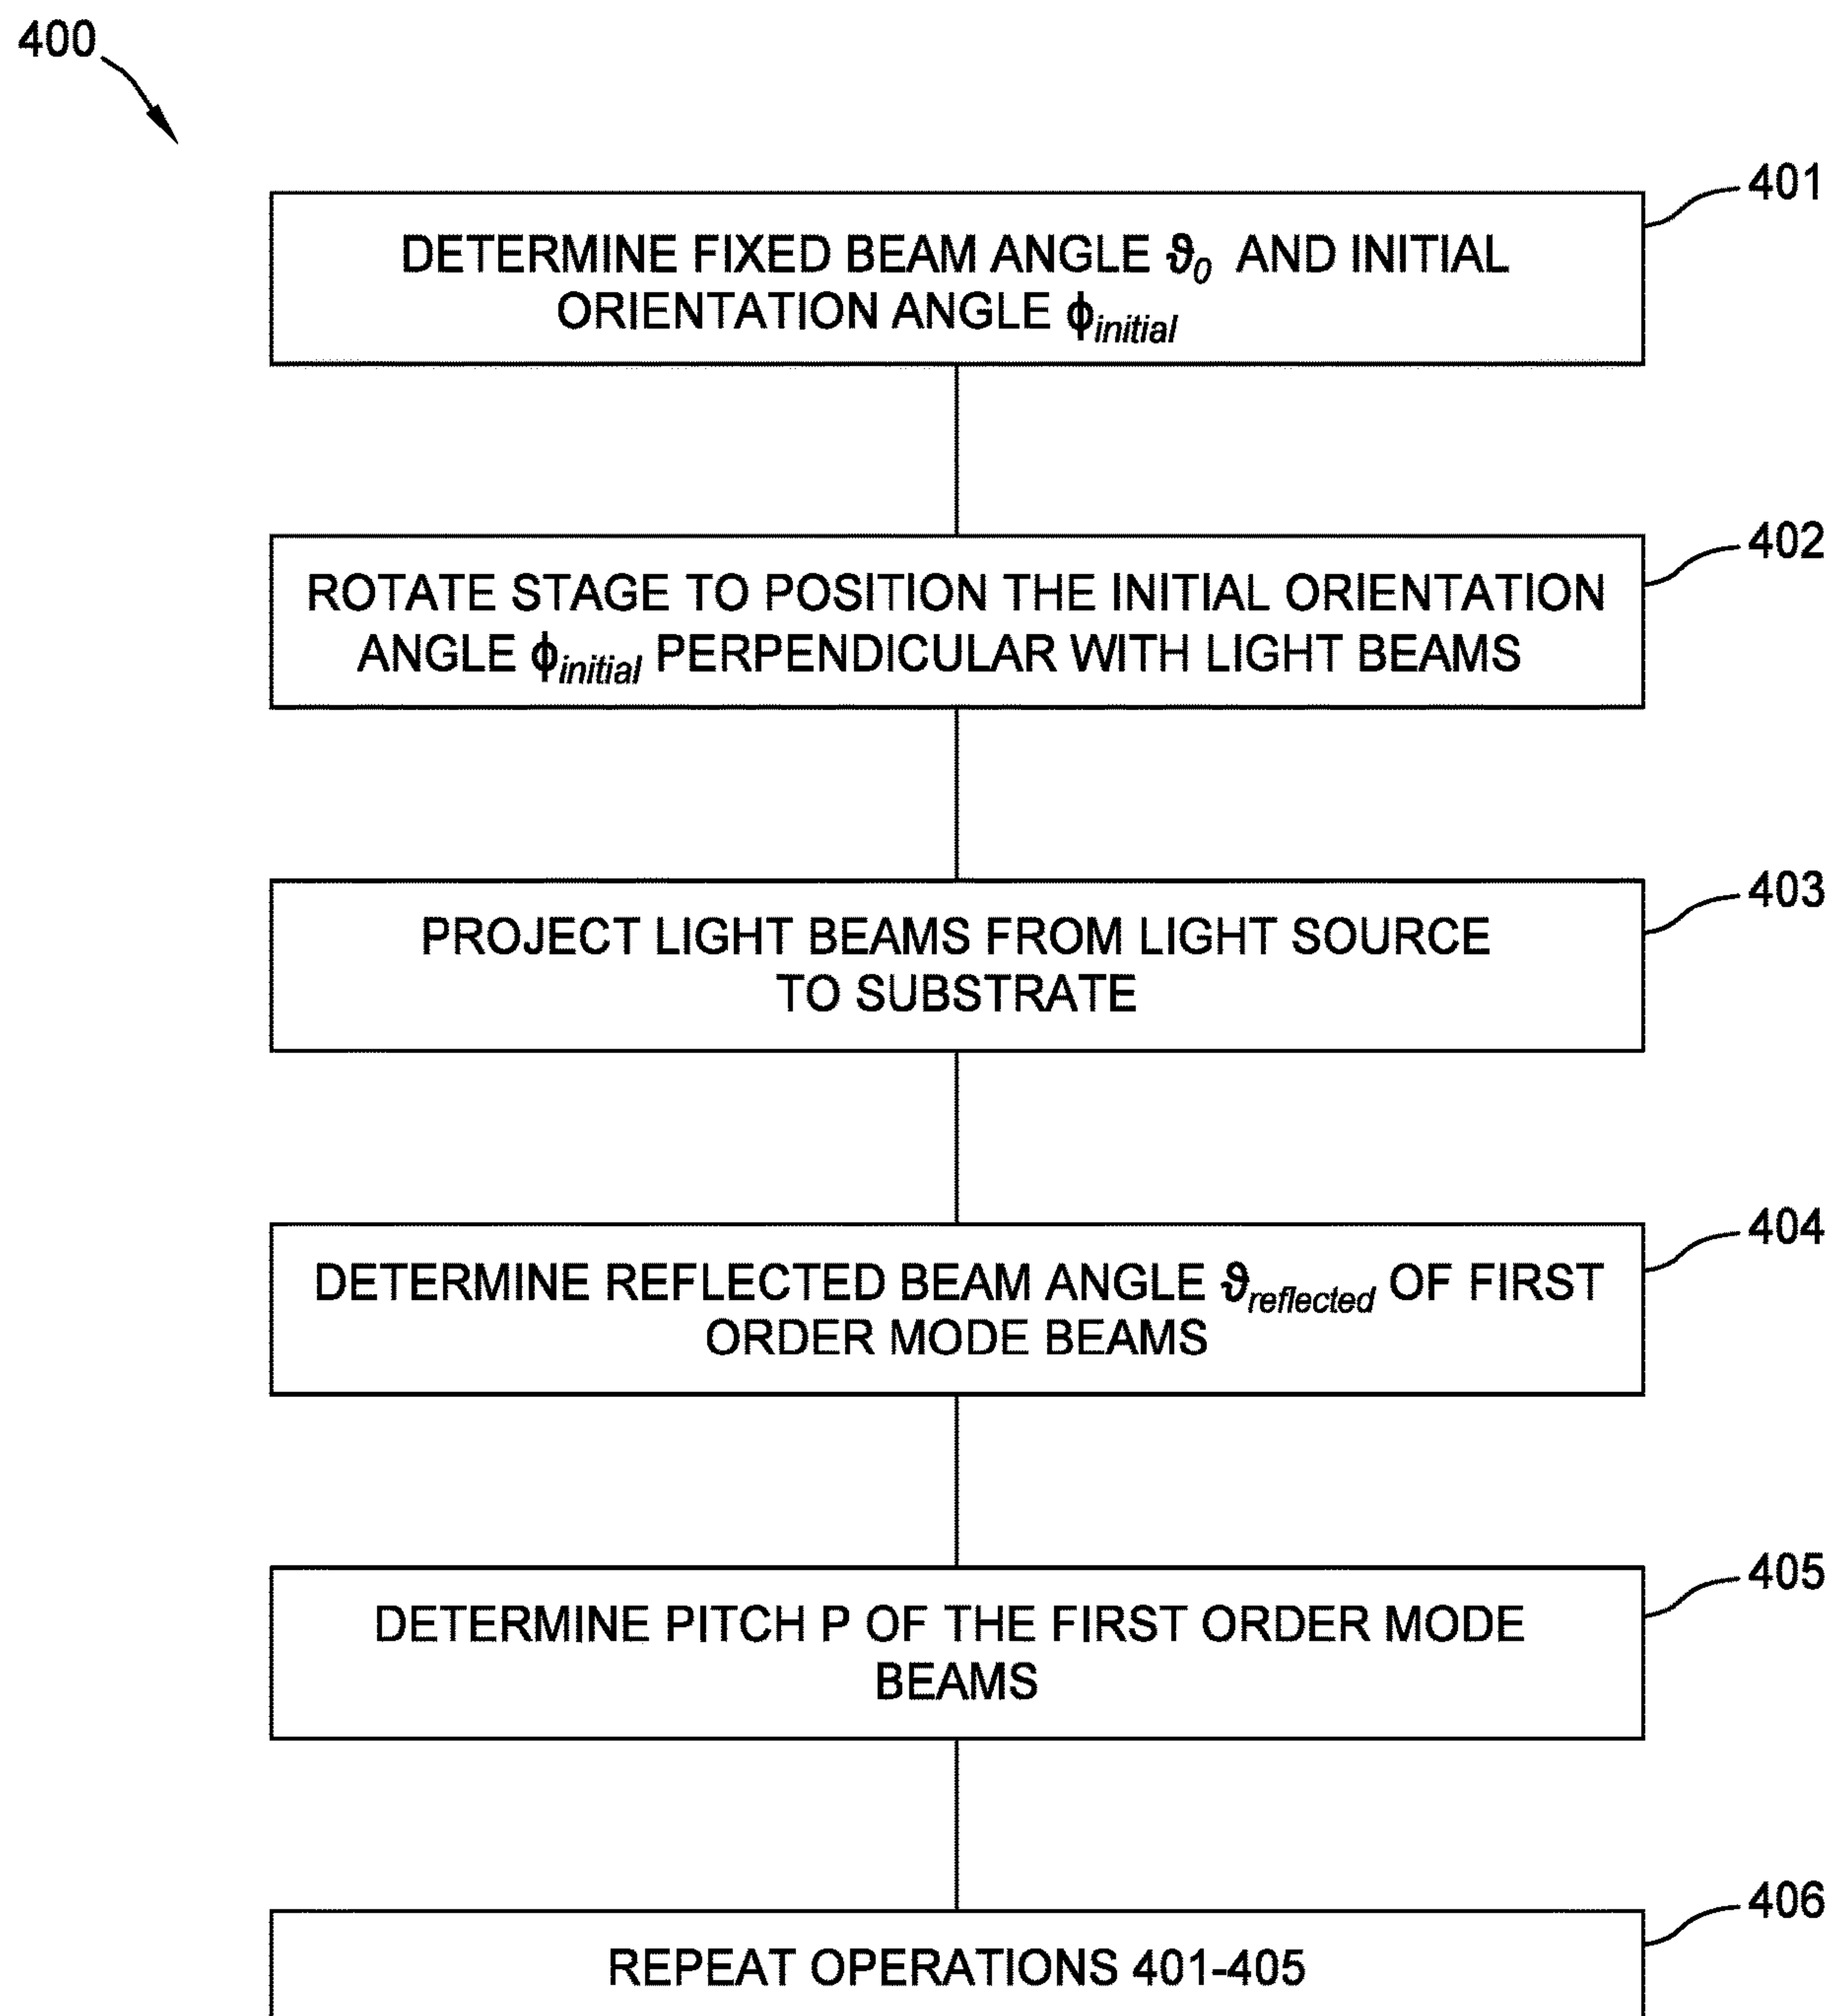 400
401
DETERMINE FIXED BEAM ANGLE ϑ0 AND INITIAL
ORIENTATION ANGLE ϕinitial
402
ROTATE STAGE TO POSITION THE INITIAL ORIENTATION
ANGLE ϕinitial PERPENDICULAR WITH LIGHT BEAMS
403
PROJECT LIGHT BEAMS FROM LIGHT SOURCE
TO SUBSTRATE
404
DETERMINE REFLECTED BEAM ANGLE ϑreflected OF FIRST
ORDER MODE BEAMS
405
DETERMINE PITCH P OF THE FIRST ORDER MODE
BEAMS
406
REPEAT OPERATIONS 401-405